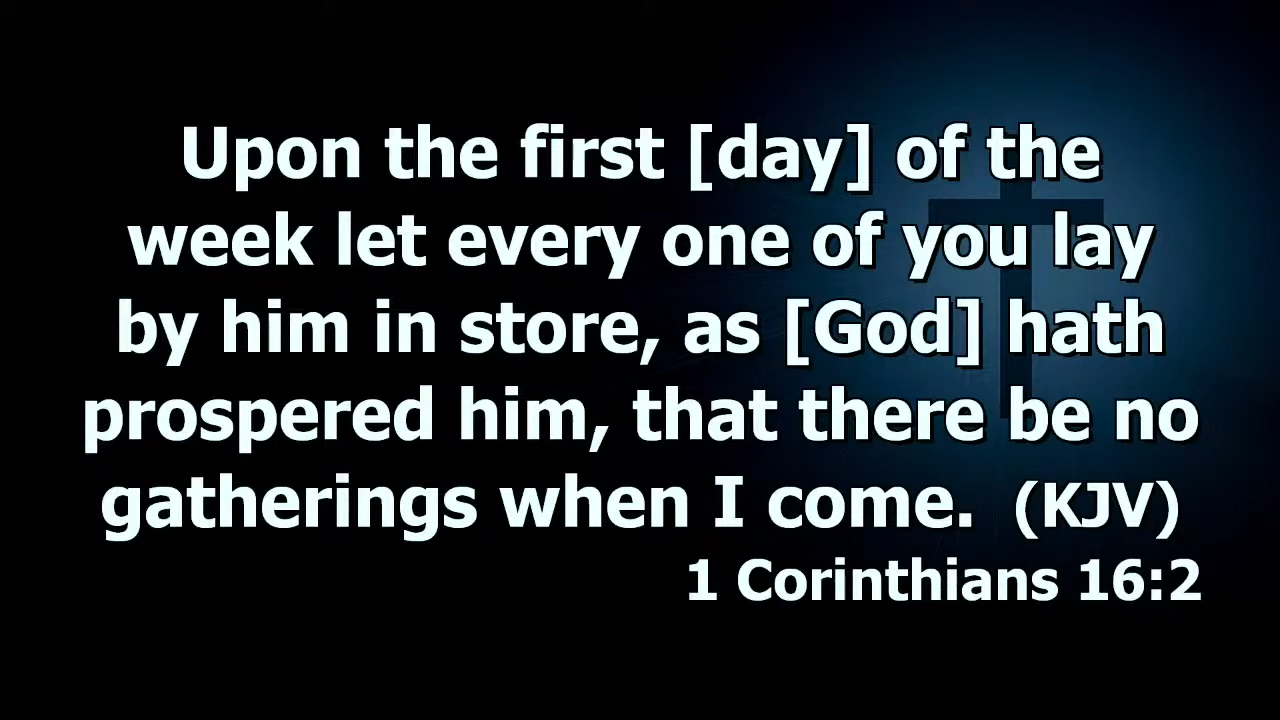 Upon the first [day] of the
week let every one of you lay
by him in store, as [God] hath
prospered him, that there be no
gatherings when I come. (KJV)
1 Corinthians 16:2